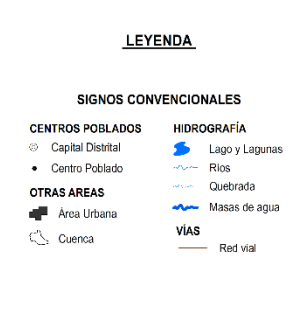 LEYENDA
SIGNOS CONVENCIONALES
CENTROS POBLADOS
Capital Distrital
Centro Poblado
OTRAS AREAS
Área Urbana
Cuenca
HIDROGRAFÍA
Lago y Lagunas
Rios
Quebrada
Masas de agua
VÍAS
Red vial